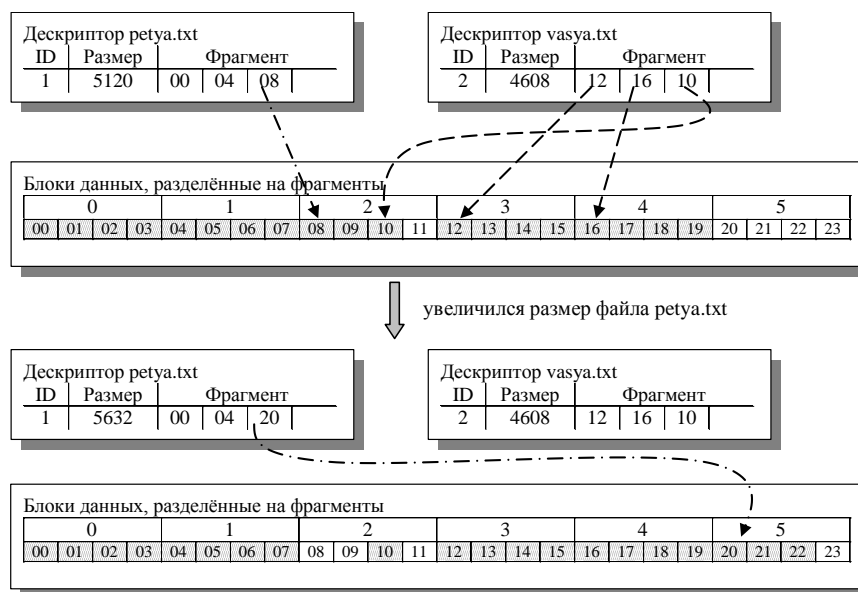 Дескриптор petya.txt
ID Размер Фрагмент
1 5120 00 04 08
Дескриптор vasya.txt
ID Размер Фрагмент
2 4608 12 16 10
Блоки данных, разделённые на фрагменты
0 1 2 3 4 5
00 01 02 03 04 05 06 07 08 09 10 11 12 13 14 15 16 17 18 19 20 21 22 23
увеличился размер файла petya.txt
Дескриптор petya.txt
ID Размер Фрагмент
1 5632 00 04 20
Дескриптор vasya.txt
ID Размер Фрагмент
2 4608 12 16 10
Блоки данных, разделённые на фрагменты
0 1 2 3 4 5
00 01 02 03 04 05 06 07 08 09 10 11 12 13 14 15 16 17 18 19 20 21 22 23